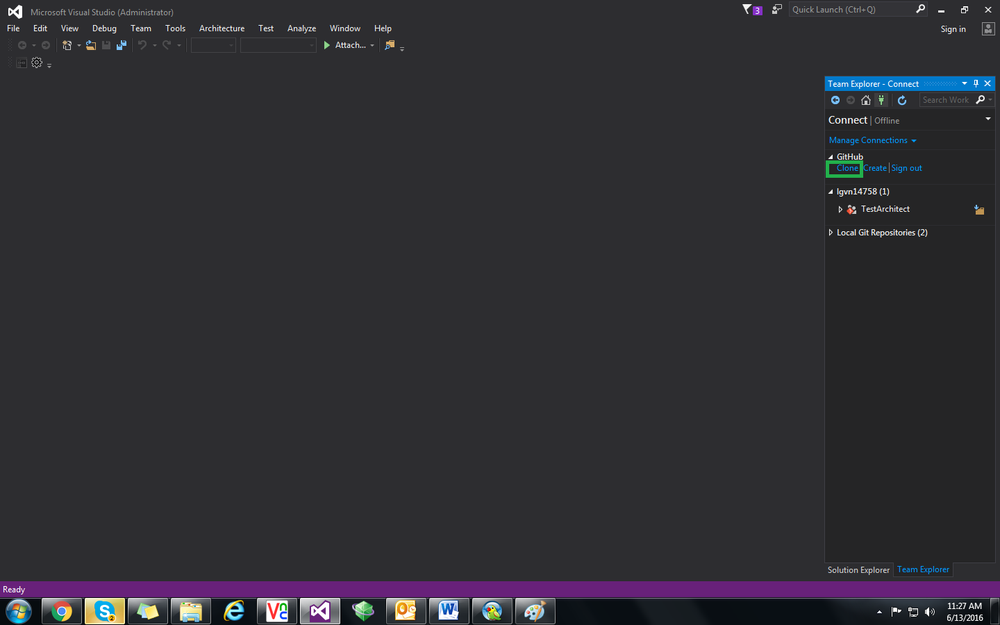 Microsoft Visual Studio (Administrator)
3
Quick Launch (Ctrl+Q)
File Edit View Debug Team Tools Architecture Test Analyze Window Help
Sign in
Attach...
Team Explorer - Connect
Search Work
Connect | Offline
Manage Connections
GitHub
Clone Create Sign out
lgvn14758 (1)
TestArchitect
Local Git Repositories (2)
Solution Explorer Team Explorer
Ready
2
11:27 AM
6/13/2016